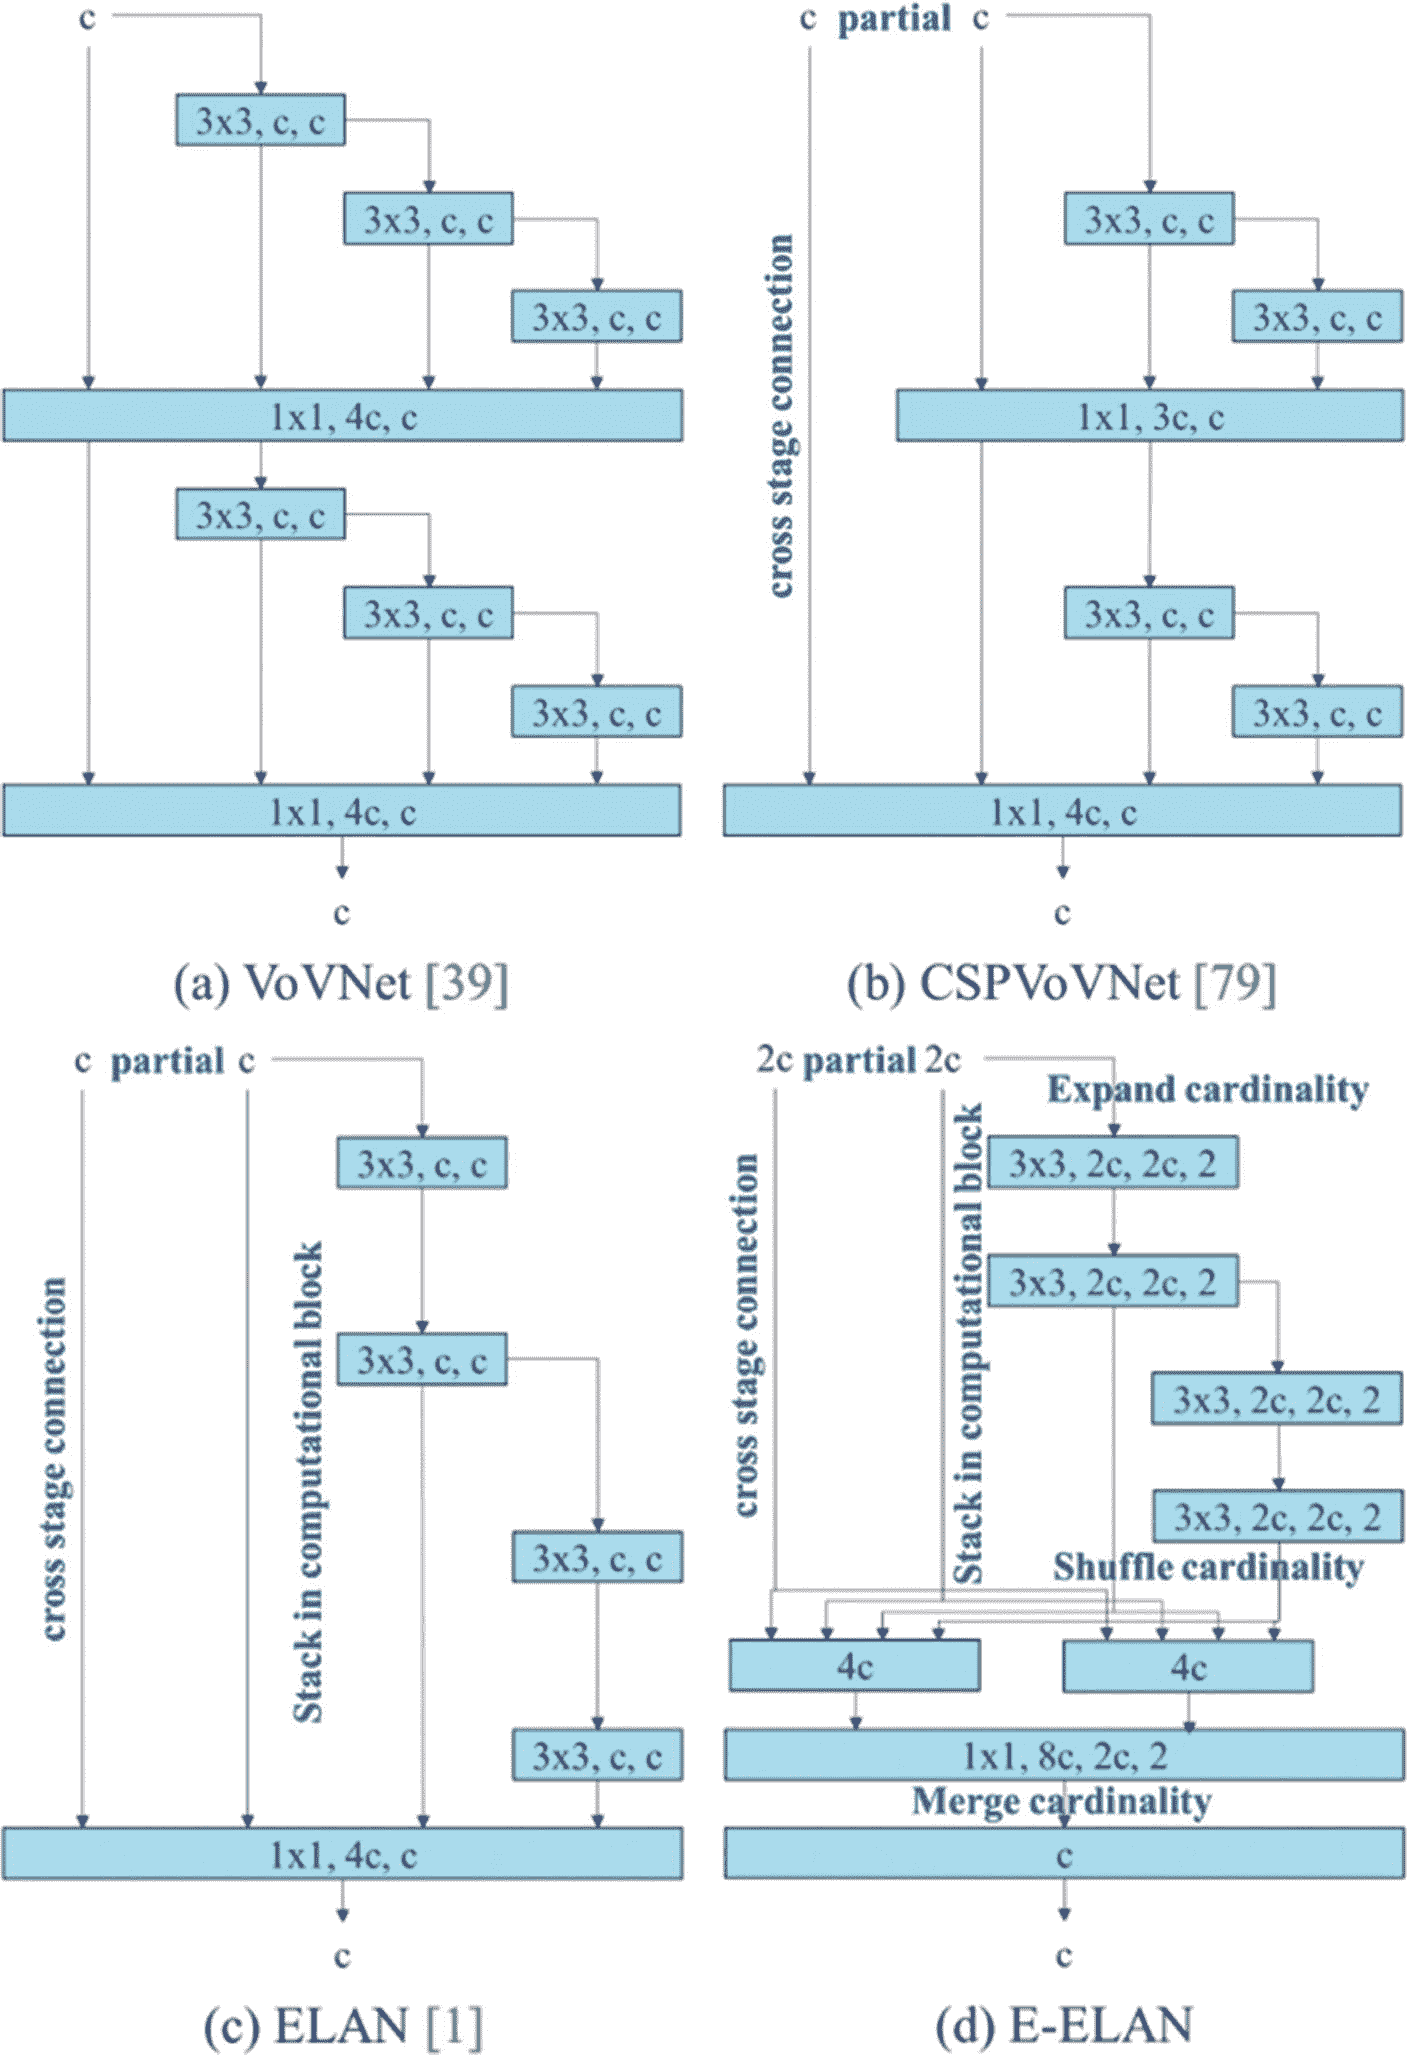 c
3x3, c, c
3x3, c, c
3x3, c, c
1x1, 4c, c
3x3, c, c
3x3, c, c
3x3, c, c
1x1, 4c, c
c
(a) VoVNet [39]
c partial c
cross stage connection
3x3, c, c
3x3, c, c
1x1, 3c, c
3x3, c, c
3x3, c, c
1x1, 4c, c
c
(b) CSPVoVNet [79]
c partial c
cross stage connection
Stack in computational block
3x3, c, c
3x3, c, c
3x3, c, c
3x3, c, c
1x1, 4c, c
c
(c) ELAN [1]
2c partial 2c
Expand cardinality
cross stage connection
Stack in computational block
3x3, 2c, 2c, 2
3x3, 2c, 2c, 2
3x3, 2c, 2c, 2
3x3, 2c, 2c, 2
Shuffle cardinality
4c
4c
1x1, 8c, 2c, 2
Merge cardinality
c
c
(d) E-ELAN